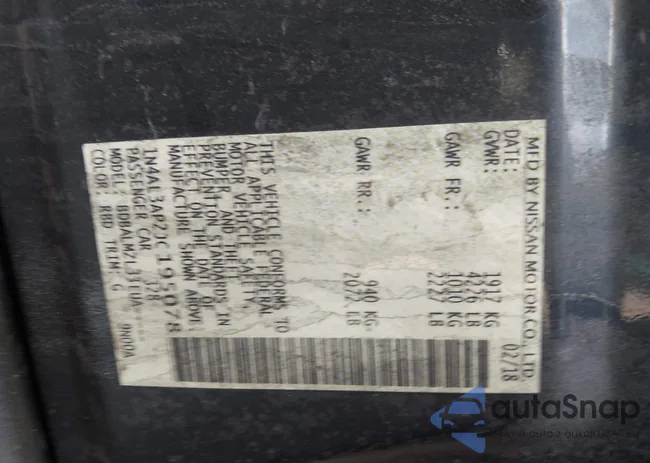 MFD BY NISSAN MOTOR CO., LTD.
DATE: 02/18
GVWR: 1917 KG
4226 LB
GAWR FR.: 1010 KG
2227 LB
GAWR RR.: 940 KG
2072 LB
THIS VEHICLE CONFORMS TO
ALL APPLICABLE FEDERAL
MOTOR VEHICLE SAFETY,
BUMPER, AND THEFT
PREVENTION STANDARDS IN
EFFECT ON THE DATE OF
MANUFACTURE SHOWN ABOVE.
1N4AL3AP2JC195078
PASSENGER CAR
MODEL:
COLOR: TRIM: G
autaSnap